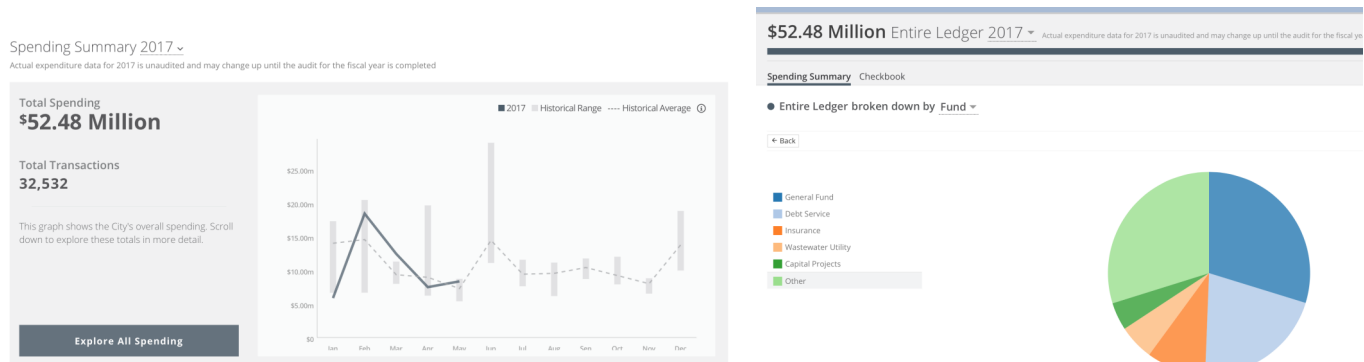 Spending Summary 2017
Actual expenditure data for 2017 is unaudited and may change up until the audit for the fiscal year is completed
Total Spending
$52.48 Million
Total Transactions
32,532
This graph shows the City's overall spending. Scroll
down to explore these totals in more detail.
Explore All Spending
2017 Historical Range ---- Historical Average
$25.00m
$20.00m
$15.00m
$10.00m
$5.00m
$0
Jan Feb Mar Apr May Jun Jul Aug Sep Oct Nov Dec
$52.48 Million Entire Ledger 2017 Actual expenditure data for 2017 is unaudited and may change up until the audit for the fiscal ye
Spending Summary Checkbook
Entire Ledger broken down by Fund
← Back
General Fund
Debt Service
Insurance
Wastewater Utility
Capital Projects
Other